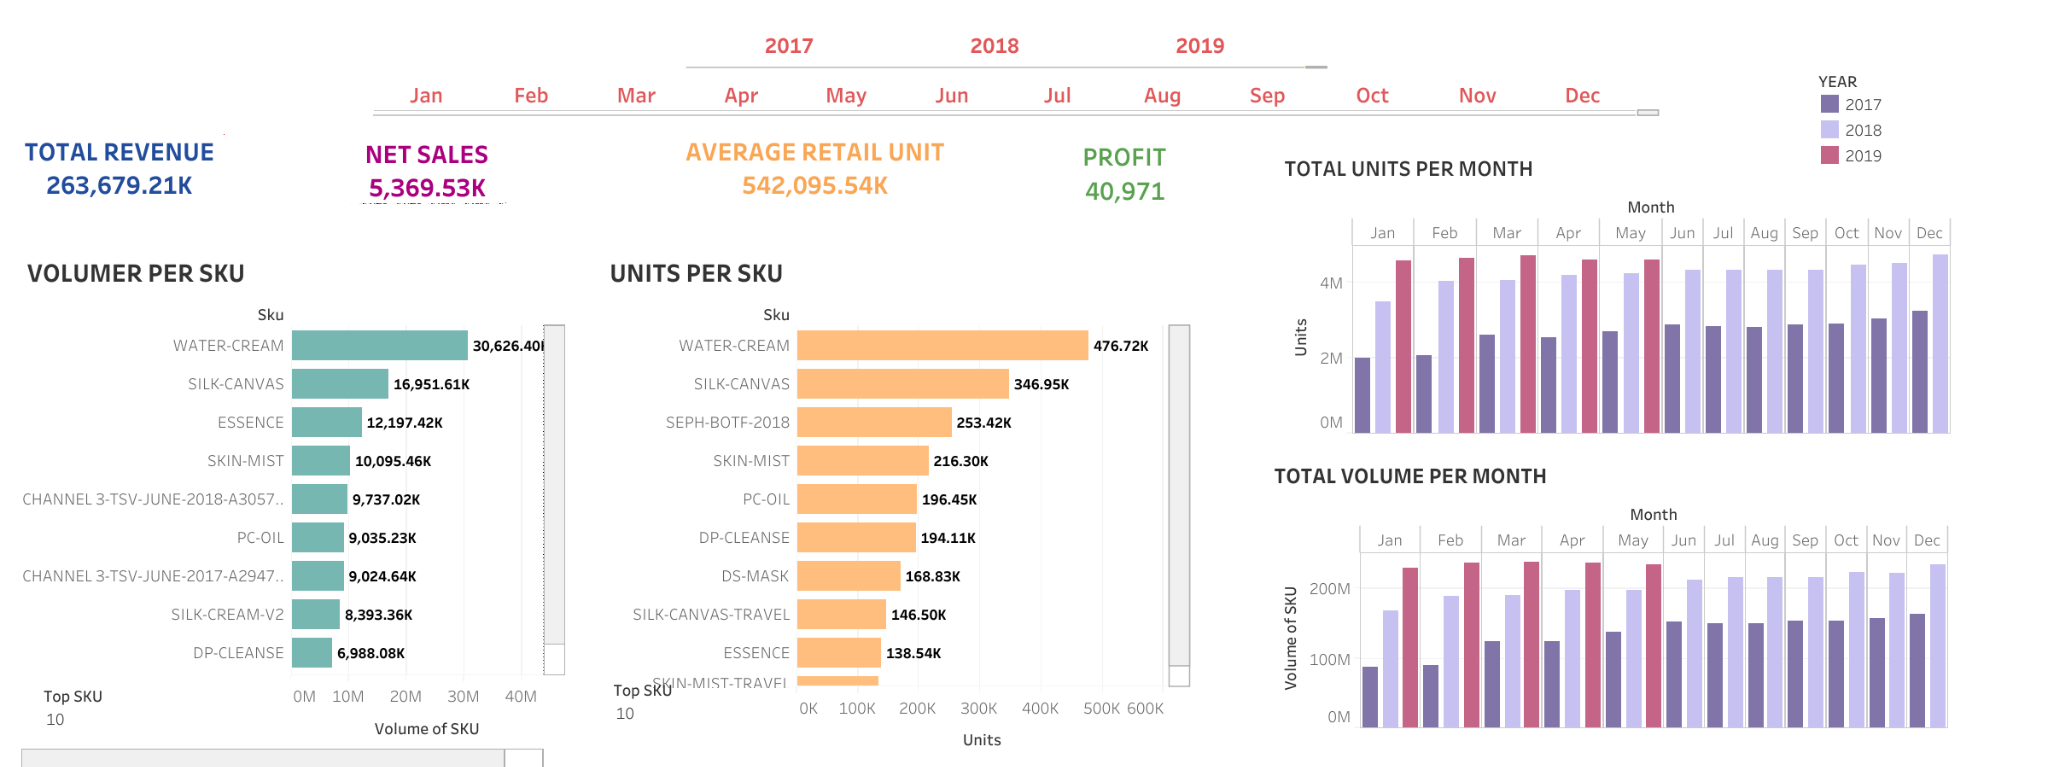 2017 2018 2019
Jan Feb Mar Apr May Jun Jul Aug Sep Oct Nov Dec
YEAR
2017
2018
2019
TOTAL REVENUE
263,679.21K
NET SALES
5,369.53K
AVERAGE RETAIL UNIT
542,095.54K
PROFIT
40,971
VOLUMER PER SKU
Sku
WATER-CREAM 30,626.40K
SILK-CANVAS 16,951.61K
ESSENCE 12,197.42K
SKIN-MIST 10,095.46K
CHANNEL 3-TSV-JUNE-2018-A3057.. 9,737.02K
PC-OIL 9,035.23K
CHANNEL 3-TSV-JUNE-2017-A2947.. 9,024.64K
SILK-CREAM-V2 8,393.36K
DP-CLEANSE 6,988.08K
0M 10M 20M 30M 40M
Volume of SKU
Top SKU
10
UNITS PER SKU
Sku
WATER-CREAM 476.72K
SILK-CANVAS 346.95K
SEPH-BOTF-2018 253.42K
SKIN-MIST 216.30K
PC-OIL 196.45K
DP-CLEANSE 194.11K
DS-MASK 168.83K
SILK-CANVAS-TRAVEL 146.50K
ESSENCE 138.54K
SKIN-MIST-TRAVEL
0K 100K 200K 300K 400K 500K 600K
Units
Top SKU
10
TOTAL UNITS PER MONTH
Month
Jan Feb Mar Apr May Jun Jul Aug Sep Oct Nov Dec
Units
4M
2M
0M
TOTAL VOLUME PER MONTH
Month
Jan Feb Mar Apr May Jun Jul Aug Sep Oct Nov Dec
Volume of SKU
200M
100M
0M